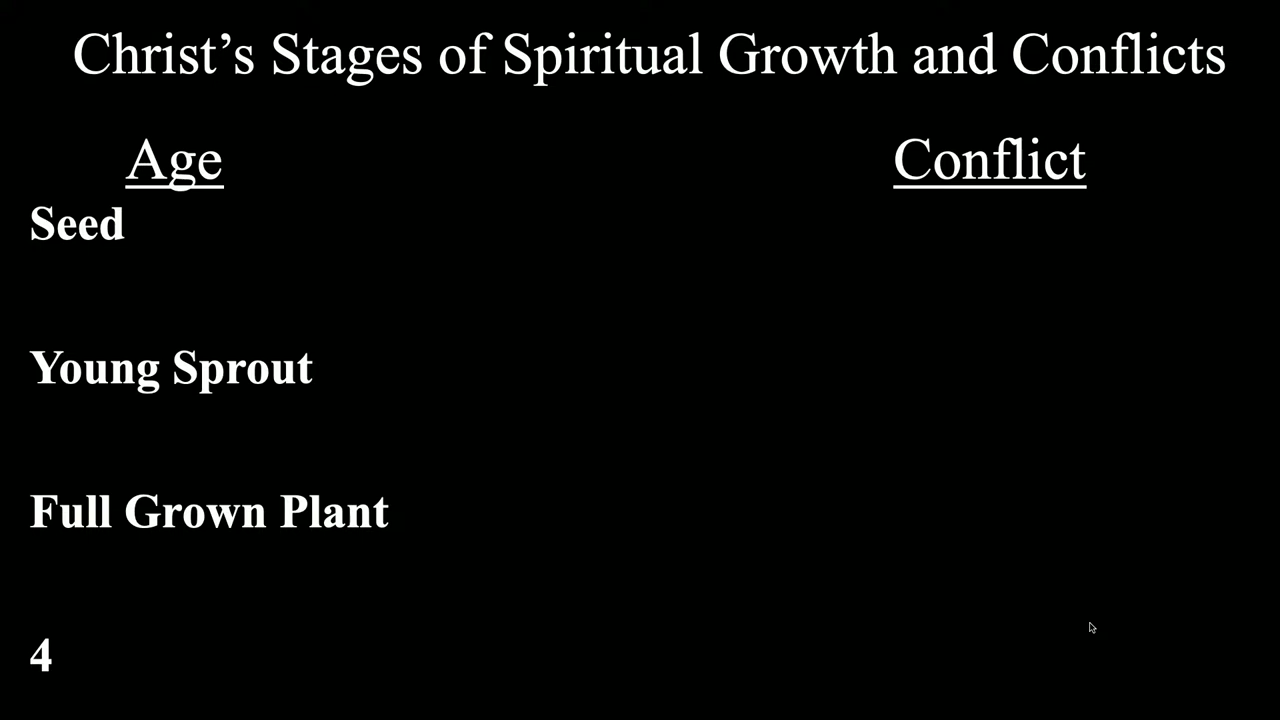 Christ’s Stages of Spiritual Growth and Conflicts
Age Conflict
Seed
Young Sprout
Full Grown Plant
4